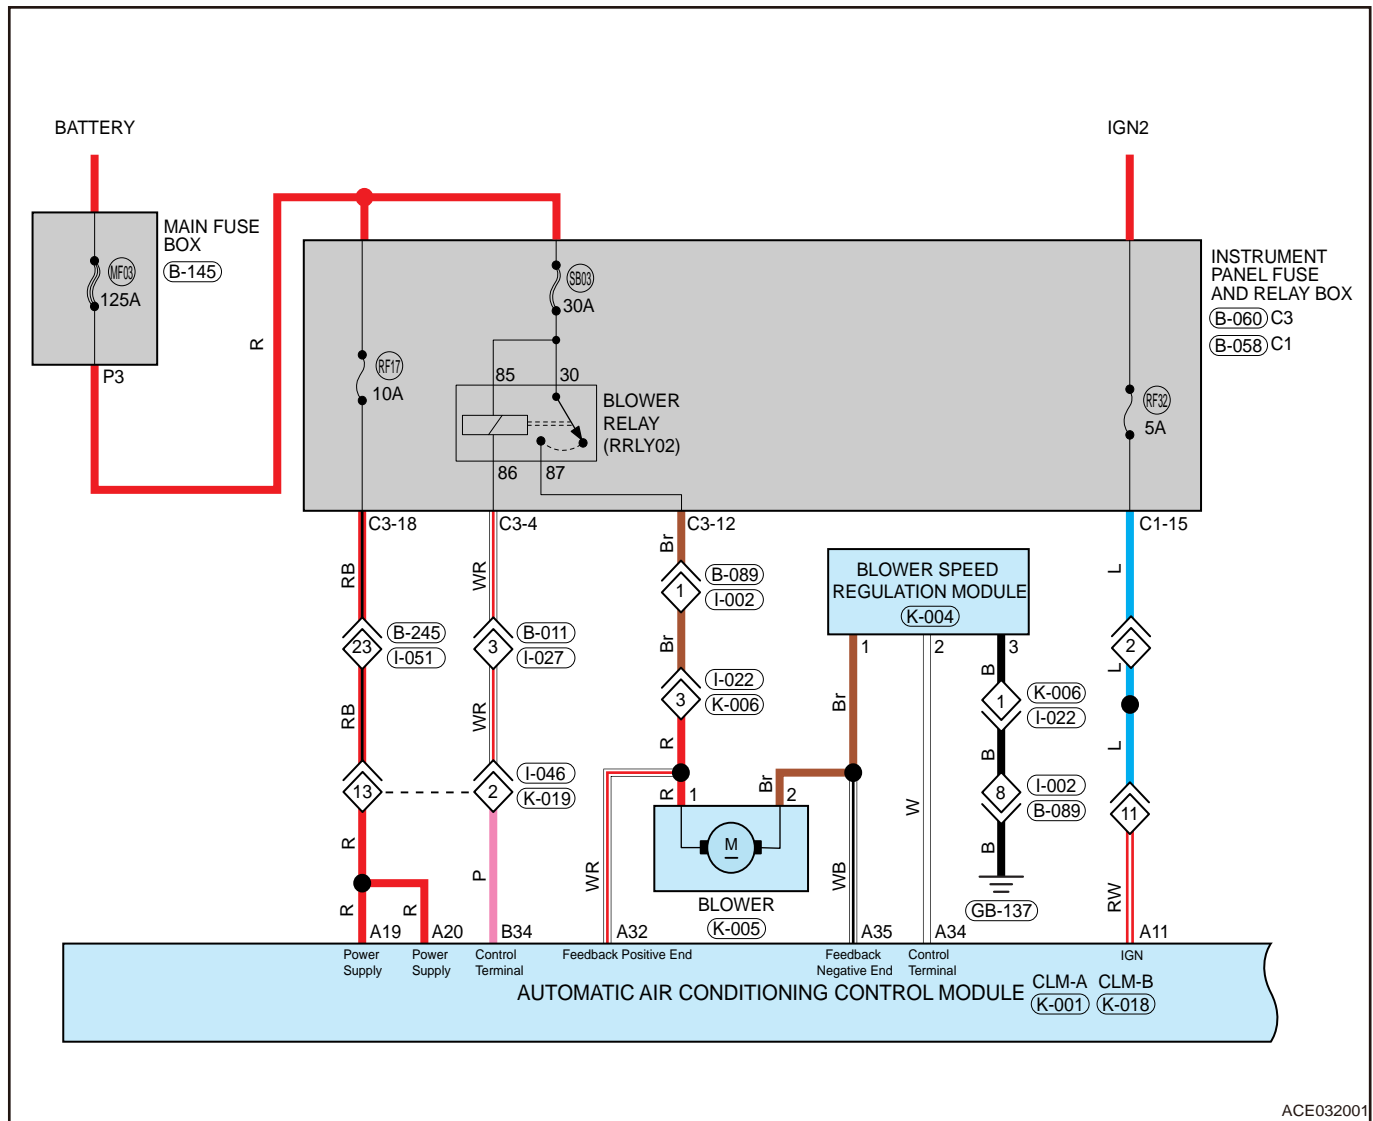 BATTERY
IGN2
MAIN FUSE
BOX
B-145
MF03
125A
P3
R
SB03
30A
RF17
10A
85
30
BLOWER
RELAY
(RRLY02)
86
87
RF32
5A
INSTRUMENT
PANEL FUSE
AND RELAY BOX
B-060 C3
B-058 C1
C3-18
C3-4
C3-12
C1-15
RB
WR
Br
L
1
B-089
I-002
BLOWER SPEED
REGULATION MODULE
K-004
23
B-245
I-051
3
B-011
I-027
Br
1
2
3
2
L
RB
WR
3
I-022
K-006
Br
B
1
K-006
I-022
R
B
L
13
2
I-046
K-019
R
1
Br
2
8
I-002
B-089
11
M
W
R
P
WR
WB
B
RW
BLOWER
K-005
GB-137
R
R
A19
A20
B34
A32
A35
A34
A11
Power
Supply
Power
Supply
Control
Terminal
Feedback Positive End
Feedback
Negative End
Control
Terminal
IGN
AUTOMATIC AIR CONDITIONING CONTROL MODULE
CLM-A
K-001
CLM-B
K-018
ACE032001